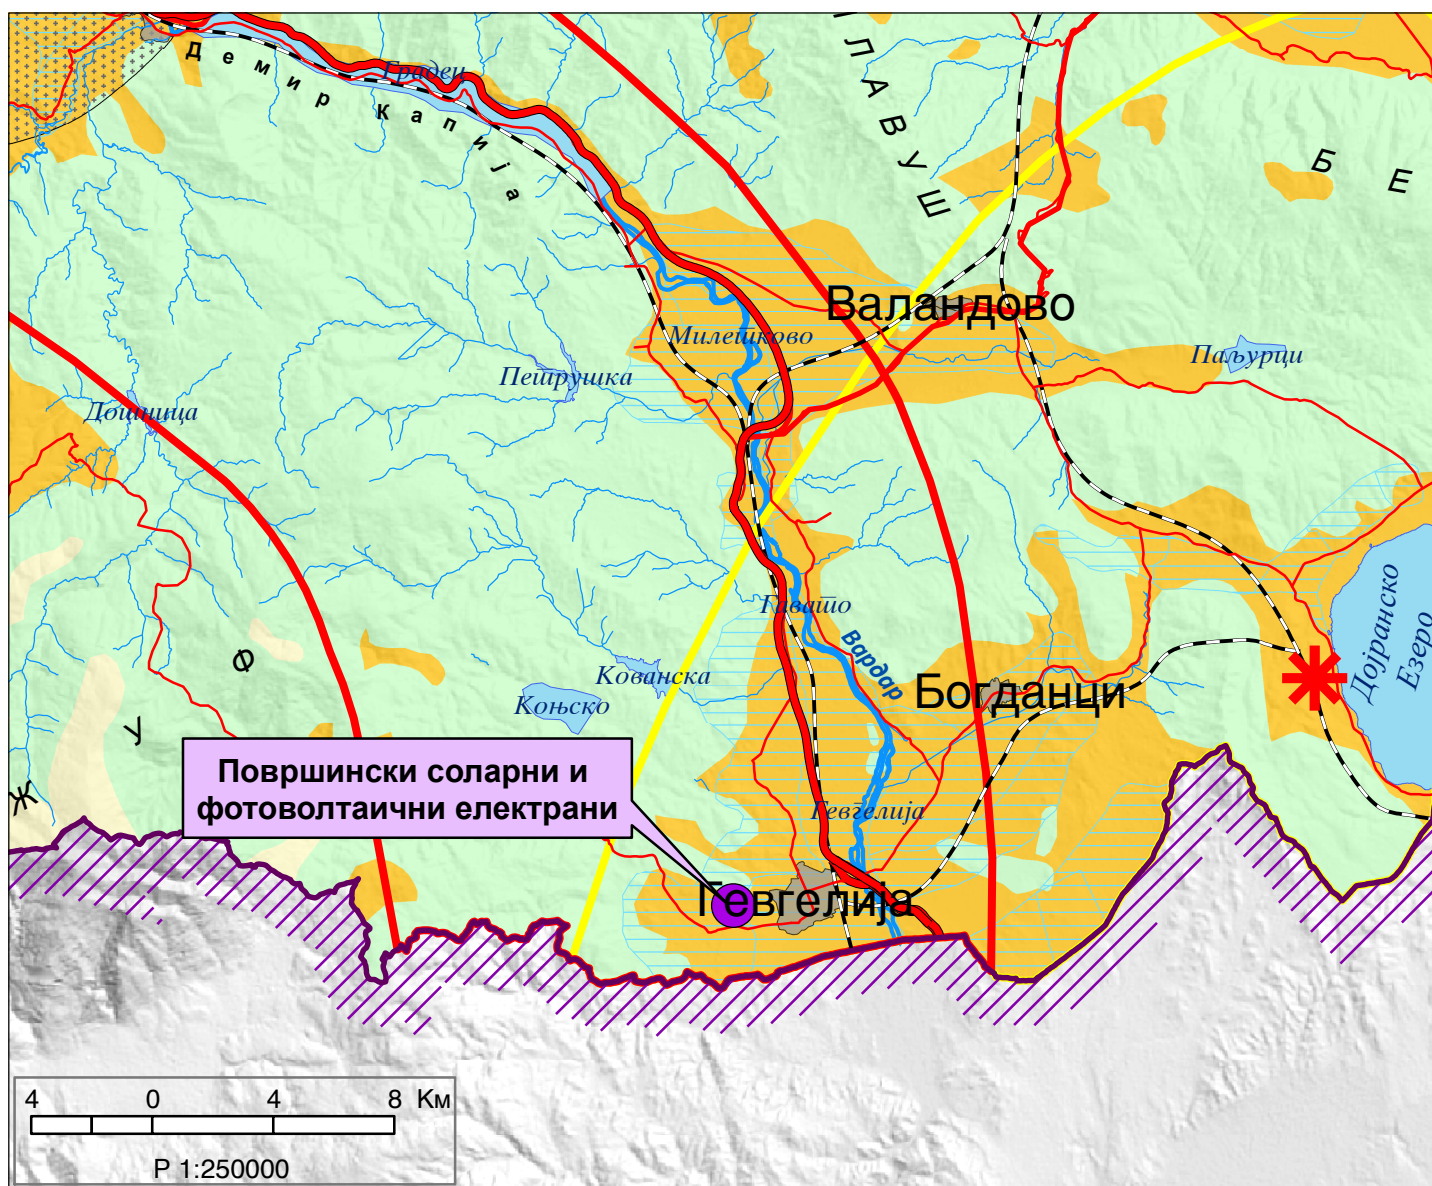 Демир Капија
Градец
ПЛАВУШ
БЕ
Валандово
Милетково
Петрушка
Паљурци
Дошница
Гавато
Вардар
Дојранско
Езеро
Кованска
Коњско
Богданци
ЖУФ
Површински соларни и
фотоволтаични електрани
Гевгелија
Гевгелија
4 0 4 8 Км
Р 1:250000